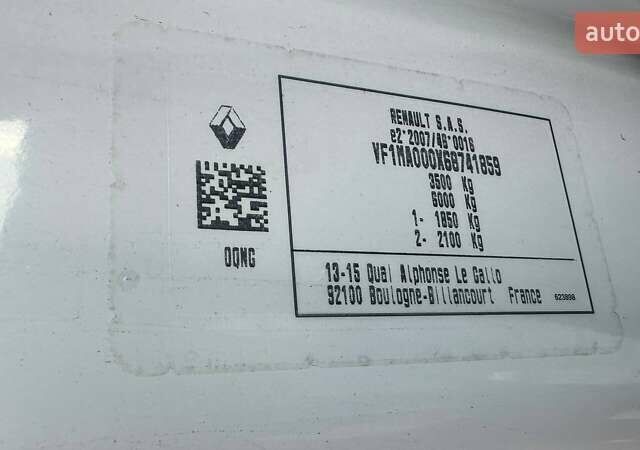 auto
RENAULT S.A.S.
e2*2007/46*0016
VF1MA000X68741859
3500 Kg
6000 Kg
1- 1850 Kg
2- 2100 Kg
0QNG
13-15 Quai Alphonse Le Gallo
92100 Boulogne-Billancourt France
623898